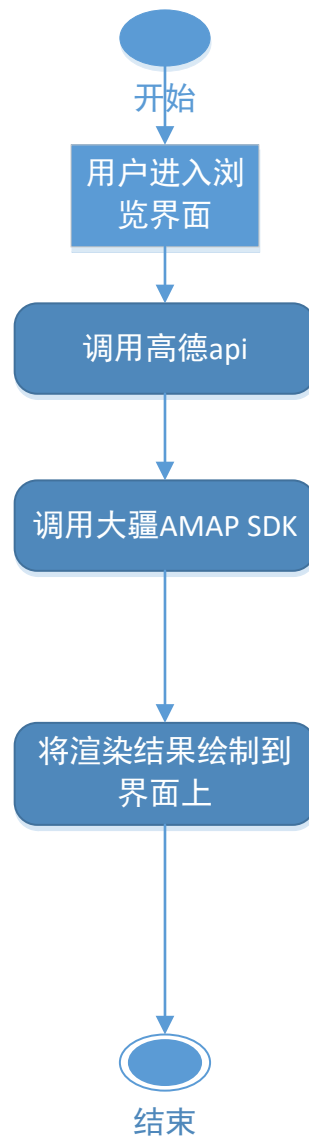 开始
用户进入浏
览界面
调用高德api
调用大疆AMAP SDK
将渲染结果绘制到
界面上
结束